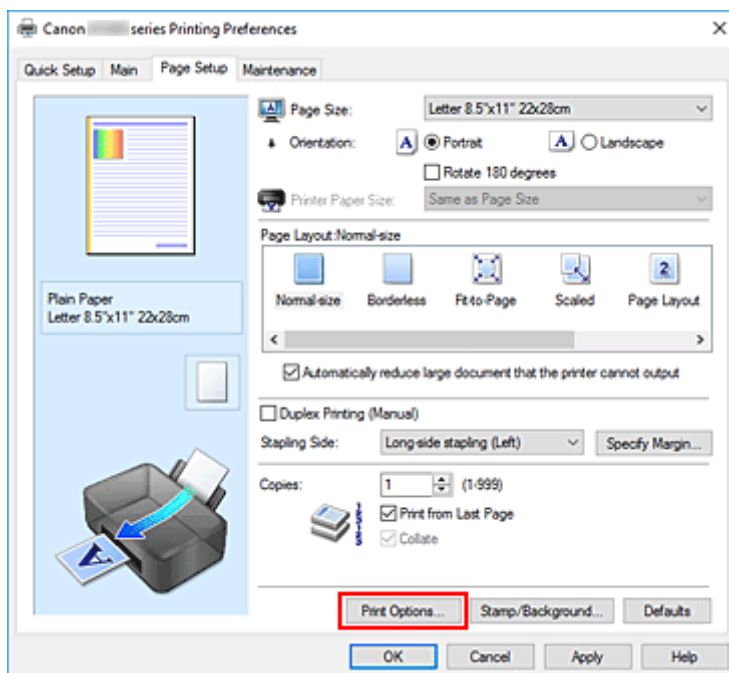 Canon series Printing Preferences
Quick Setup Main Page Setup Maintenance
Page Size: Letter 8.5"x11" 22x28cm
Orientation: A Portrait A Landscape
Rotate 180 degrees
Printer Paper Size: Same as Page Size
Page Layout:Normal-size
2
Normal-size Borderless Fit-to-Page Scaled Page Layout
Plain Paper
Letter 8.5"x11" 22x28cm
Automatically reduce large document that the printer cannot output
Duplex Printing (Manual)
Stapling Side: Long-side stapling (Left) Specify Margin...
Copies: 1 (1-999)
Print from Last Page
Collate
A
Print Options... Stamp/Background... Defaults
OK Cancel Apply Help